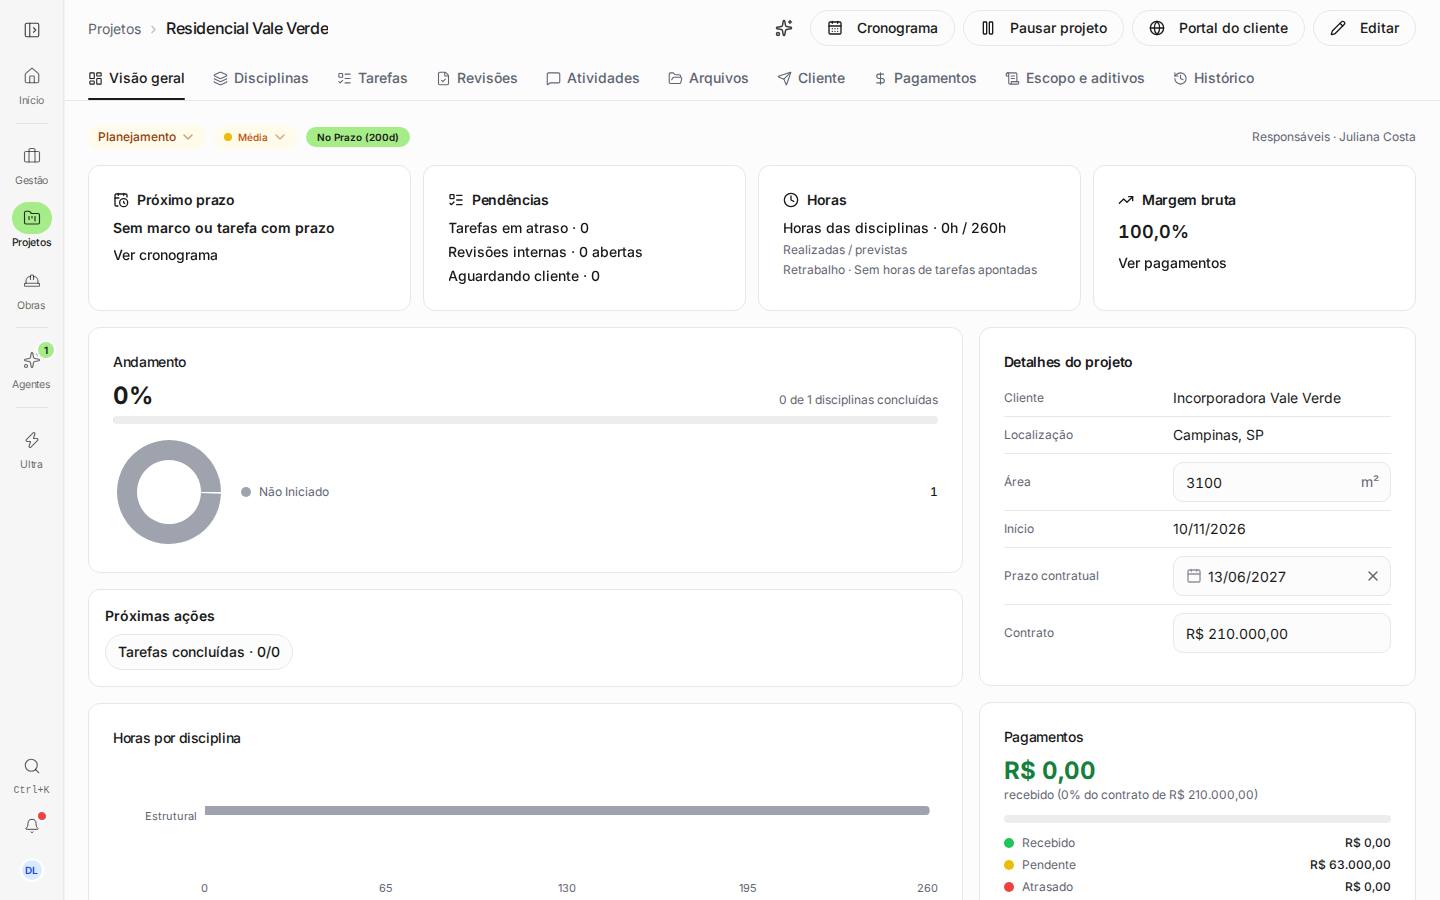 Projetos › Residencial Vale Verde
Cronograma
Pausar projeto
Portal do cliente
Editar
Início
Gestão
Projetos
Obras
1
Agentes
Ultra
Ctrl+K
DL
Visão geral
Disciplinas
Tarefas
Revisões
Atividades
Arquivos
Cliente
Pagamentos
Escopo e aditivos
Histórico
Planejamento
Média
No Prazo (200d)
Responsáveis · Juliana Costa
Próximo prazo
Sem marco ou tarefa com prazo
Ver cronograma
Pendências
Tarefas em atraso · 0
Revisões internas · 0 abertas
Aguardando cliente · 0
Horas
Horas das disciplinas · 0h / 260h
Realizadas / previstas
Retrabalho · Sem horas de tarefas apontadas
Margem bruta
100,0%
Ver pagamentos
Andamento
0%
0 de 1 disciplinas concluídas
Não Iniciado
1
Próximas ações
Tarefas concluídas · 0/0
Horas por disciplina
Estrutural
0
65
130
195
260
Detalhes do projeto
Cliente
Incorporadora Vale Verde
Localização
Campinas, SP
Área
3100
m²
Início
10/11/2026
Prazo contratual
13/06/2027
Contrato
R$ 210.000,00
Pagamentos
R$ 0,00
recebido (0% do contrato de R$ 210.000,00)
Recebido
R$ 0,00
Pendente
R$ 63.000,00
Atrasado
R$ 0,00